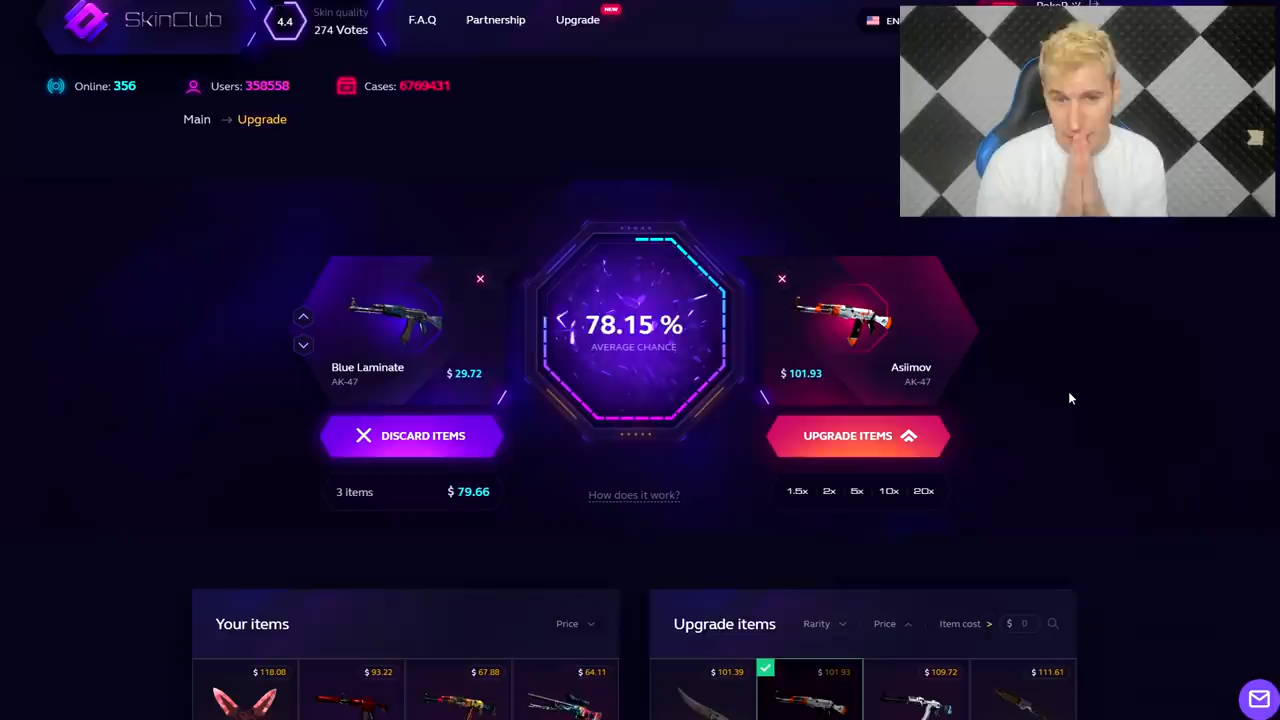 SKINCLUB
4.4
Skin quality
274 Votes
F.A.Q
Partnership
Upgrade
NEW
EN
Online: 356
Users: 358558
Cases: 6769431
Main → Upgrade
78.15 %
AVERAGE CHANCE
Blue Laminate
AK-47
$ 29.72
$ 101.93
Asiimov
AK-47
DISCARD ITEMS
UPGRADE ITEMS
3 items
$ 79.66
How does it work?
1.5x 2x 5x 10x 20x
Your items
Price
Upgrade items
Rarity
Price
Item cost >
$ 0
$ 118.08
$ 93.22
$ 67.88
$ 64.11
$ 101.39
$ 101.93
$ 109.72
$ 111.61